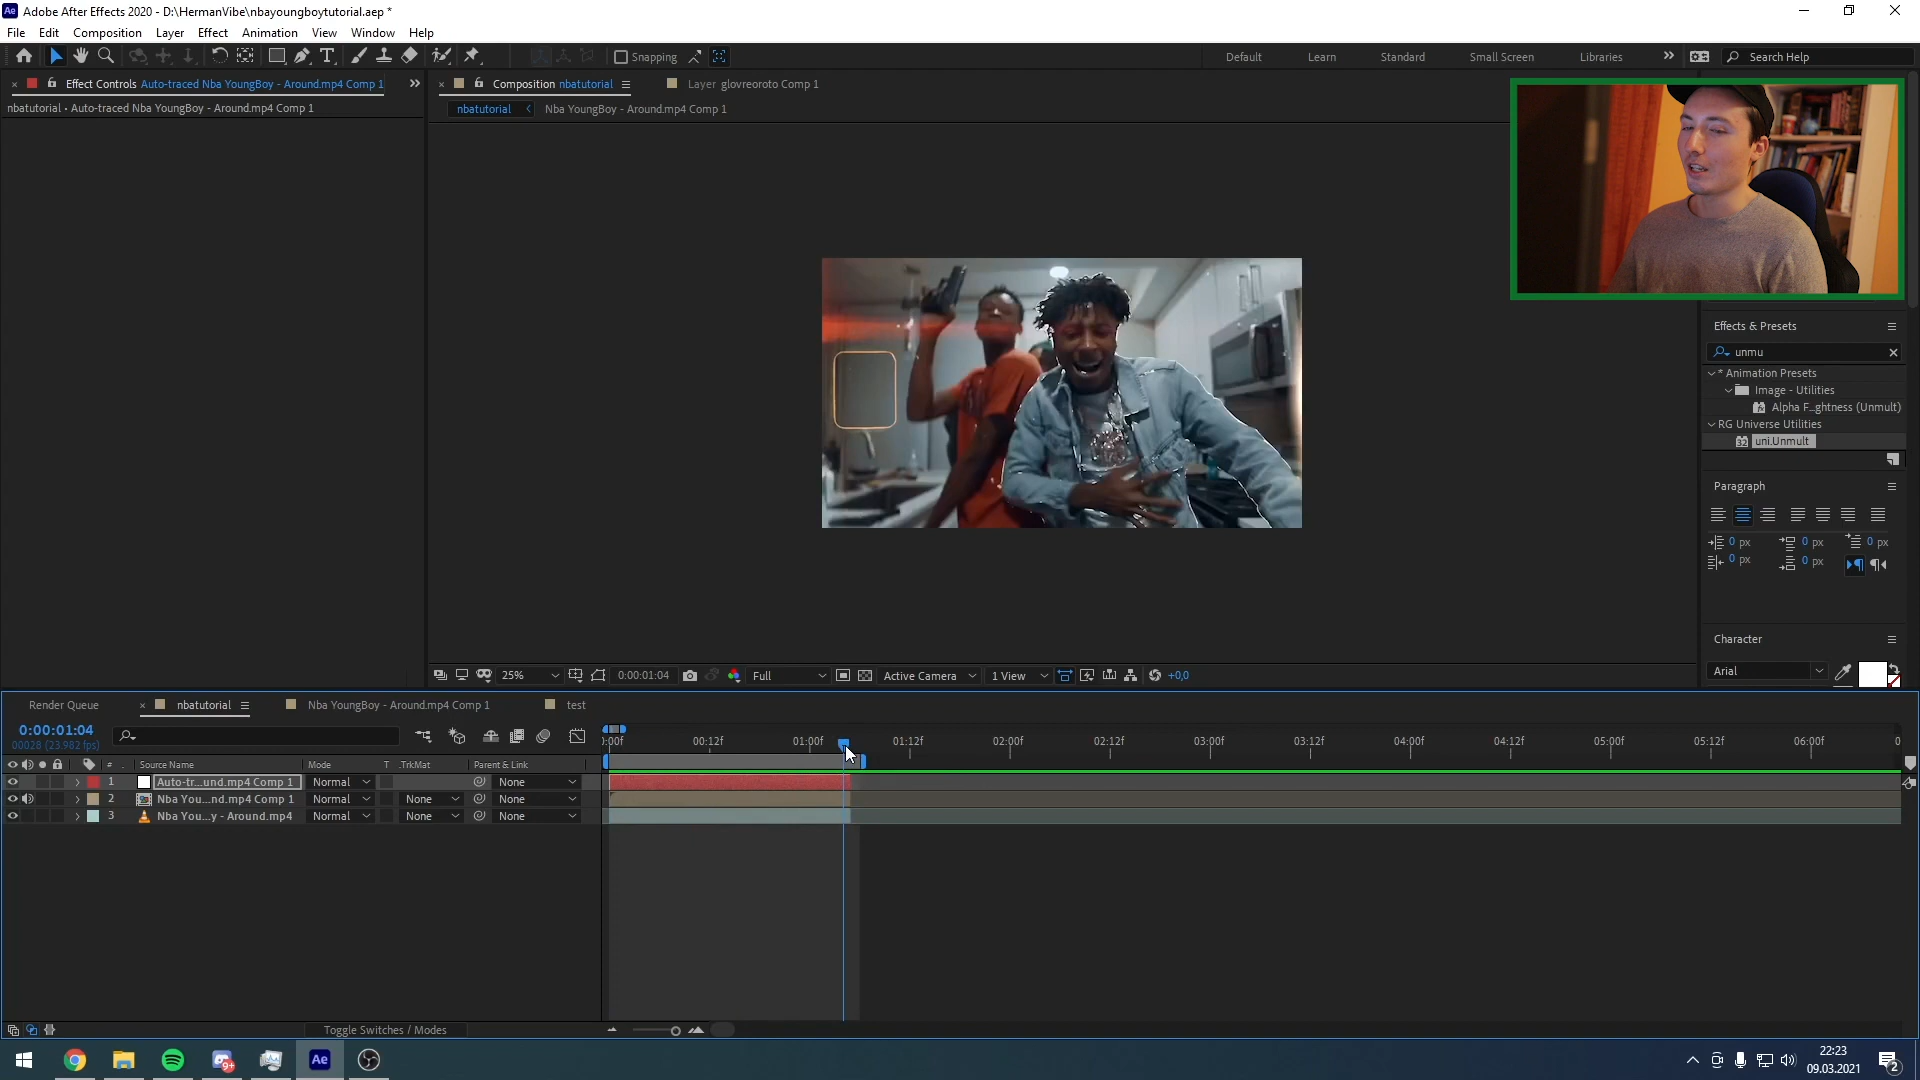 Adobe After Effects 2020 - D:\HermanVibe\nbayoungboytutorial.aep *
File Edit Composition Layer Effect Animation View Window Help
Snapping
Default Learn Standard Small Screen Libraries Search Help
Effect Controls Auto-traced Nba YoungBoy - Around.mp4 Comp 1
Composition nbatutorial
Layer glovreoroto Comp 1
nbatutorial • Auto-traced Nba YoungBoy - Around.mp4 Comp 1
nbatutorial Nba YoungBoy - Around.mp4 Comp 1
Effects & Presets
unmu
* Animation Presets
Image - Utilities
Alpha F...ghtness (Unmult)
RG Universe Utilities
32 uni.Unmult
Paragraph
0 px 0 px 0 px
0 px 0 px
Character
Arial
25% 0:00:01:04 Full Active Camera 1 View +0,0
Render Queue nbatutorial Nba YoungBoy - Around.mp4 Comp 1 test
0:00:01:04
00028 (23.982 fps)
):00f 00:12f 01:00f 01:12f 02:00f 02:12f 03:00f 03:12f 04:00f 04:12f 05:00f 05:12f 06:00f 0
# Source Name Mode T .TrkMat Parent & Link
1 Auto-tr...und.mp4 Comp 1 Normal None
2 Nba You...nd.mp4 Comp 1 Normal None None
3 Nba You...y - Around.mp4 Normal None None
Toggle Switches / Modes
9+
Ae
22:23
09.03.2021
2